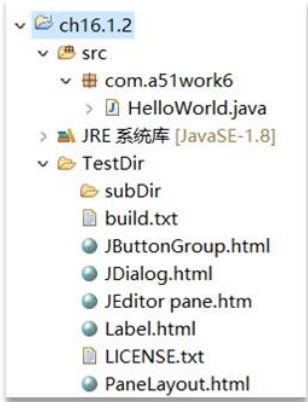 ch16.1.2
src
com.a51work6
HelloWorld.java
JRE 系统库 [JavaSE-1.8]
TestDir
subDir
build.txt
JButtonGroup.html
JDialog.html
JEditor pane.htm
Label.html
LICENSE.txt
PaneLayout.html